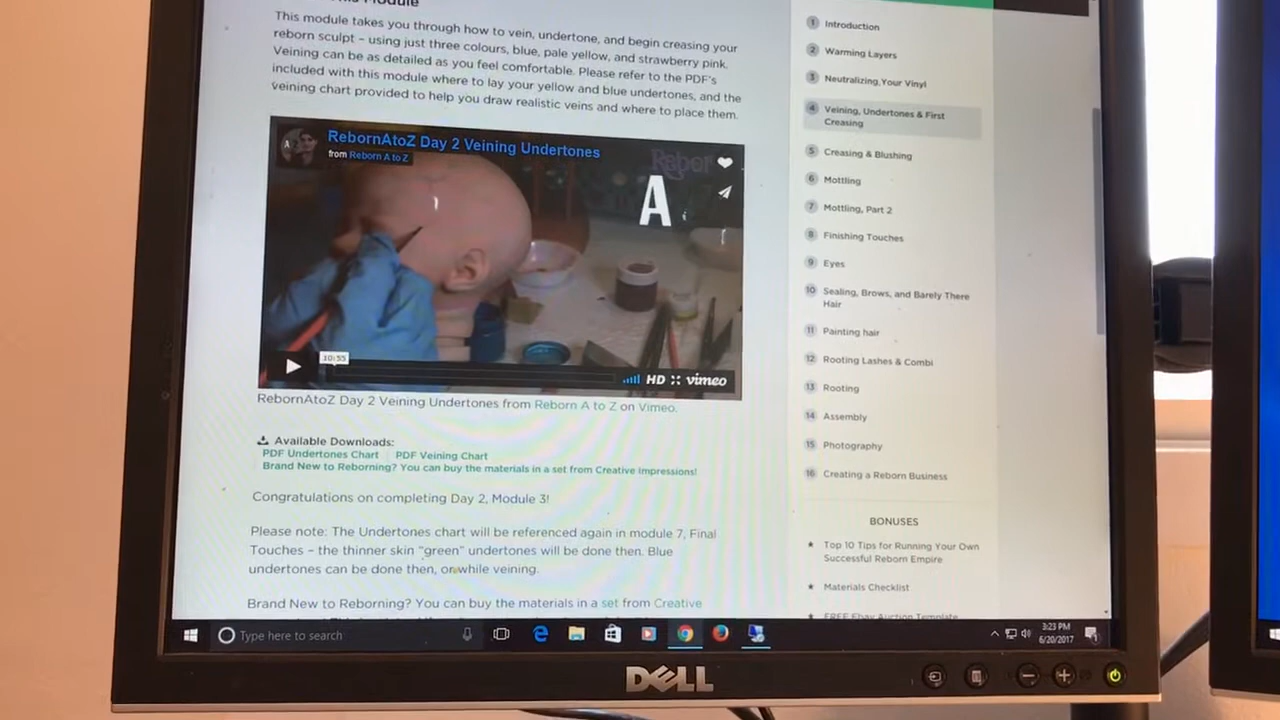 Module
This module takes you through how to vein, undertone, and begin creasing your
reborn sculpt – using just three colours, blue, pale yellow, and strawberry pink.
Veining can be as detailed as you feel comfortable. Please refer to the PDF's
included with this module where to lay your yellow and blue undertones, and the
veining chart provided to help you draw realistic veins and where to place them.
RebornAtoZ Day 2 Veining Undertones
from Reborn A to Z
A
10:55
HD vimeo
RebornAtoZ Day 2 Veining Undertones from Reborn A to Z on Vimeo.
Available Downloads:
PDF Undertones Chart PDF Veining Chart
Brand New to Reborning? You can buy the materials in a set from Creative Impressions!
Congratulations on completing Day 2, Module 3!
Please note: The Undertones chart will be referenced again in module 7, Final
Touches – the thinner skin "green" undertones will be done then. Blue
undertones can be done then, or while veining.
Brand New to Reborning? You can buy the materials in a set from Creative
1 Introduction
2 Warming Layers
3 Neutralizing Your Vinyl
4 Veining, Undertones & First
Creasing
5 Creasing & Blushing
6 Mottling
7 Mottling, Part 2
8 Finishing Touches
9 Eyes
10 Sealing, Brows, and Barely There
Hair
11 Painting hair
12 Rooting Lashes & Combi
13 Rooting
14 Assembly
15 Photography
16 Creating a Reborn Business
BONUSES
Top 10 Tips for Running Your Own
Successful Reborn Empire
Materials Checklist
FREE Ebay Auction Template
Type here to search
3:23 PM
6/20/2017
DELL